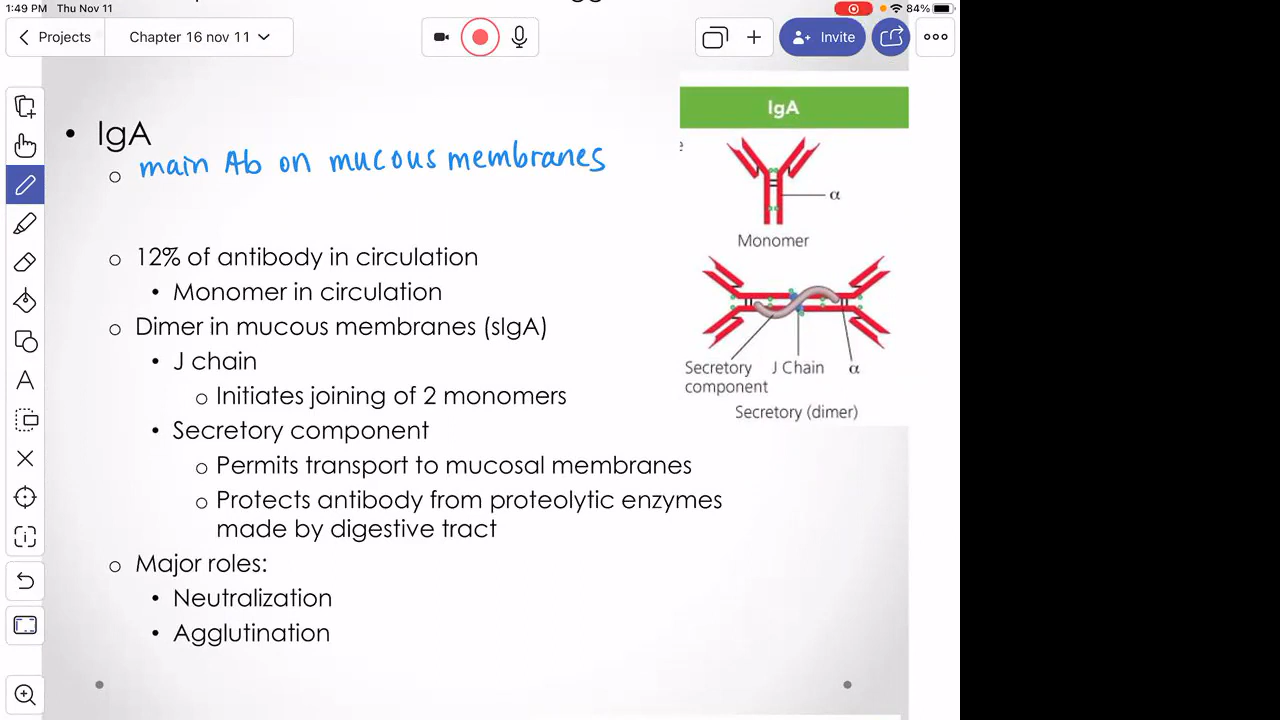 1:49 PM Thu Nov 11
84%
Projects
Chapter 16 nov 11
Invite
IgA
main Ab on mucous membranes
12% of antibody in circulation
Monomer in circulation
Dimer in mucous membranes (sIgA)
J chain
Initiates joining of 2 monomers
Secretory component
Permits transport to mucosal membranes
Protects antibody from proteolytic enzymes
made by digestive tract
Major roles:
Neutralization
Agglutination
IgA
α
Monomer
Secretory
component
J Chain
α
Secretory (dimer)